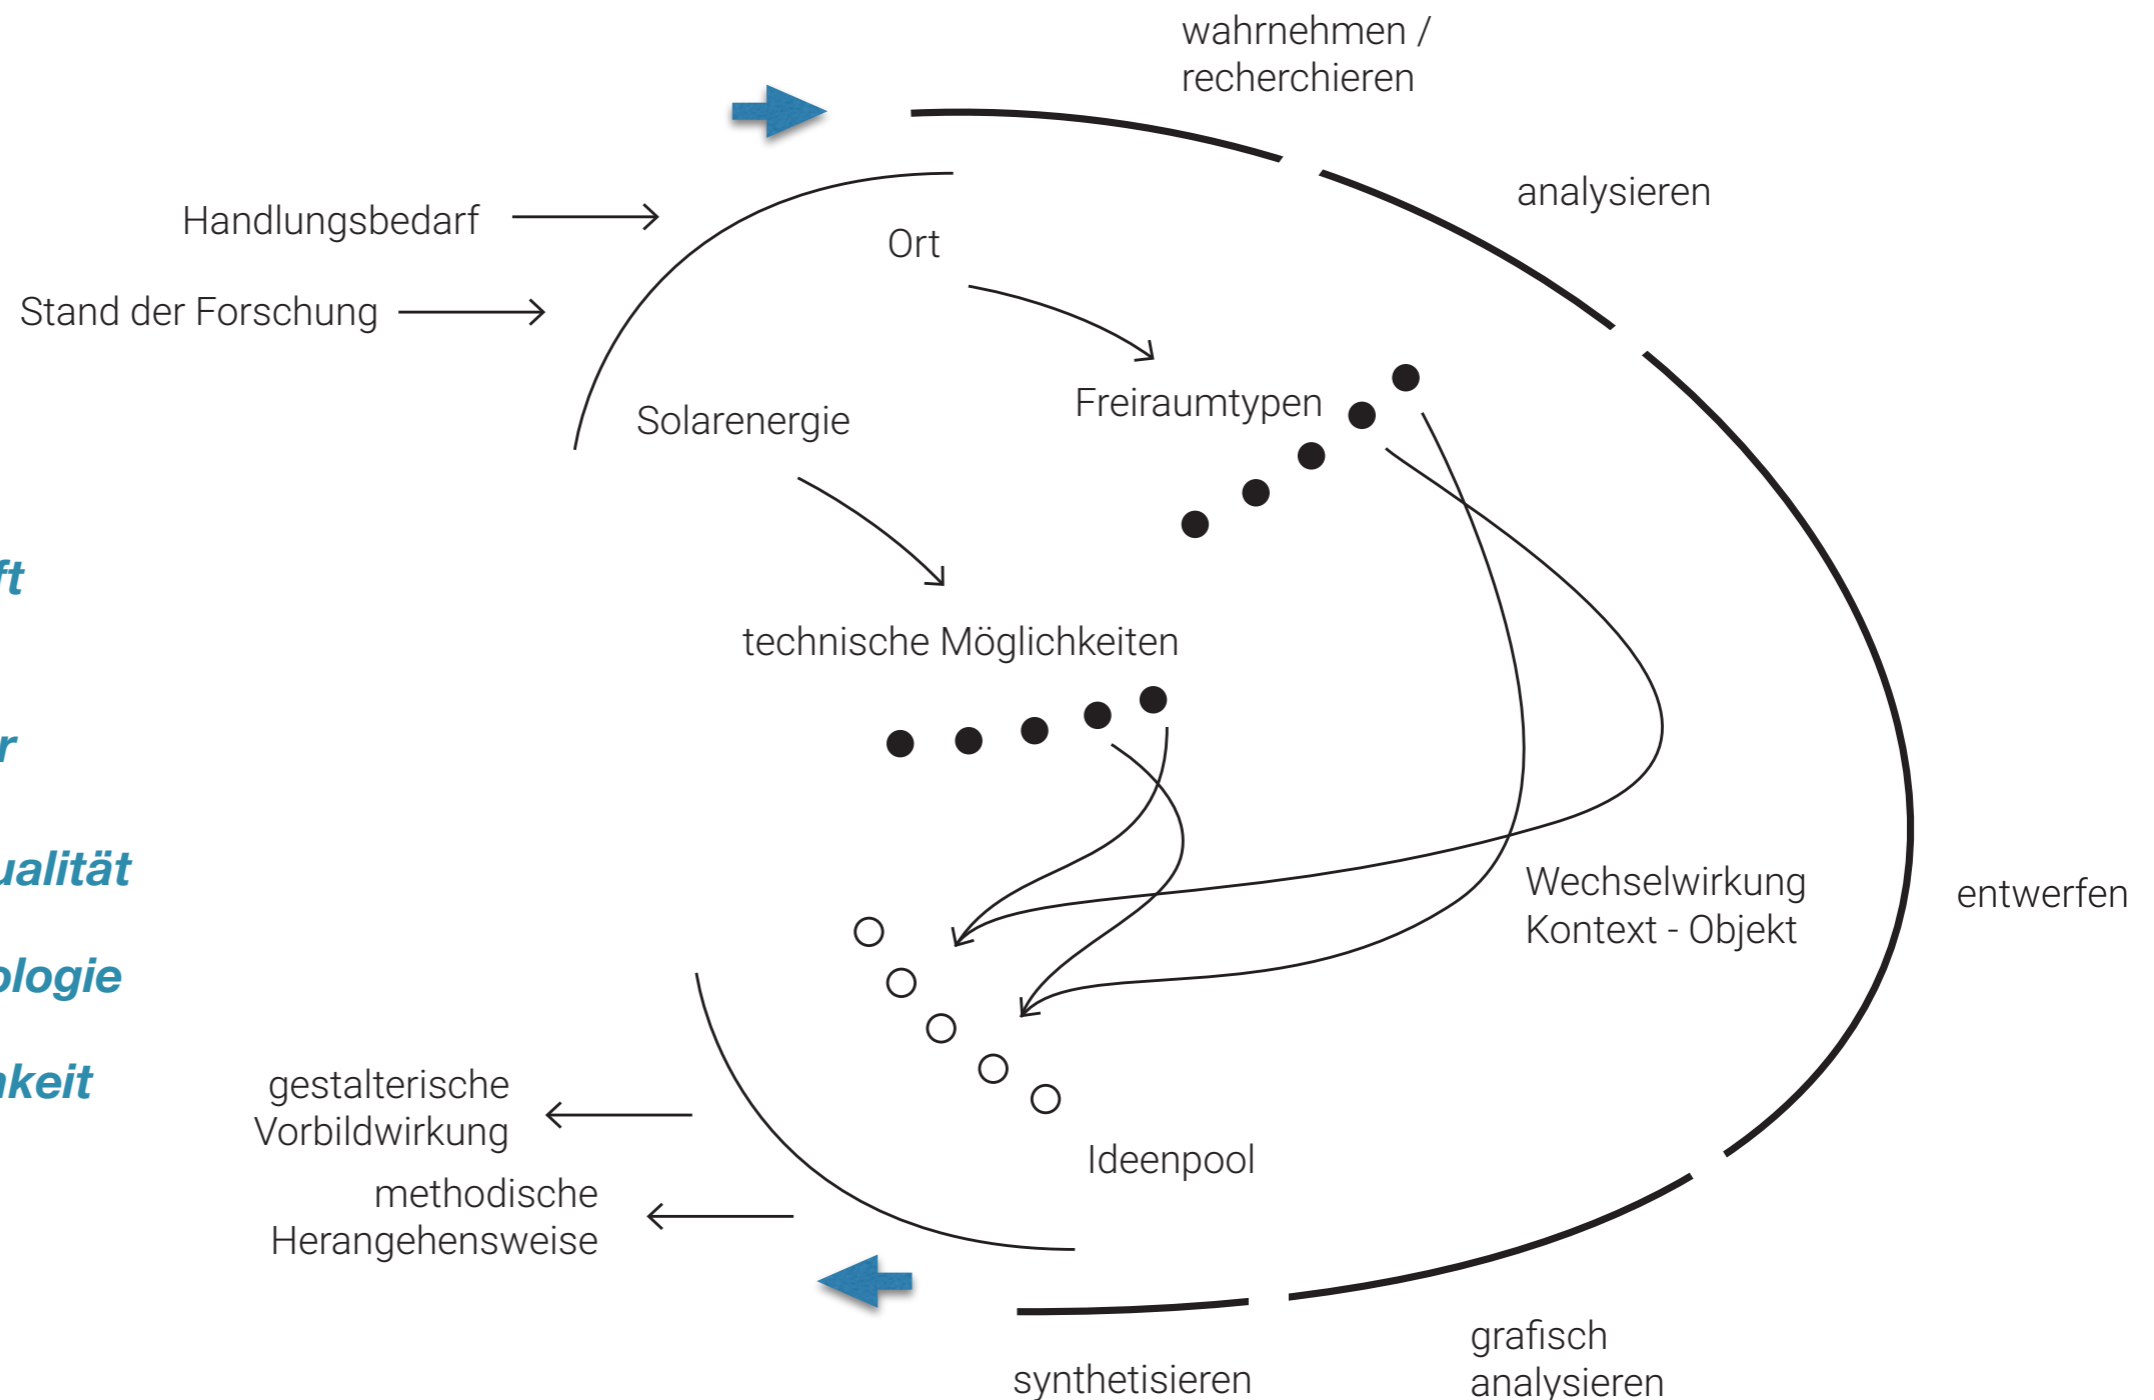 wahrnehmen /
recherchieren
analysieren
Handlungsbedarf
Ort
Stand der Forschung
Freiraumtypen
Solarenergie
ft
technische Möglichkeiten
r
ualität
Wechselwirkung
Kontext - Objekt
entwerfen
ologie
nkeit
gestalterische
Vorbildwirkung
Ideenpool
methodische
Herangehensweise
grafisch
analysieren
synthetisieren